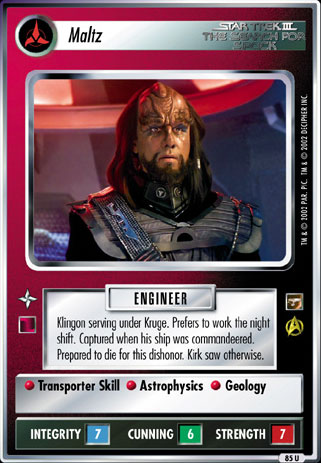 Maltz
STAR TREK III
THE SEARCH FOR
SPOCK
TM & © 2002 PAR. P.C. TM & © 2002 DECIPHER INC.
ENGINEER
Klingon serving under Kruge. Prefers to work the night
shift. Captured when his ship was commandeered.
Prepared to die for this dishonor. Kirk saw otherwise.
Transporter Skill Astrophysics Geology
INTEGRITY 7 CUNNING 6 STRENGTH 7
85 U